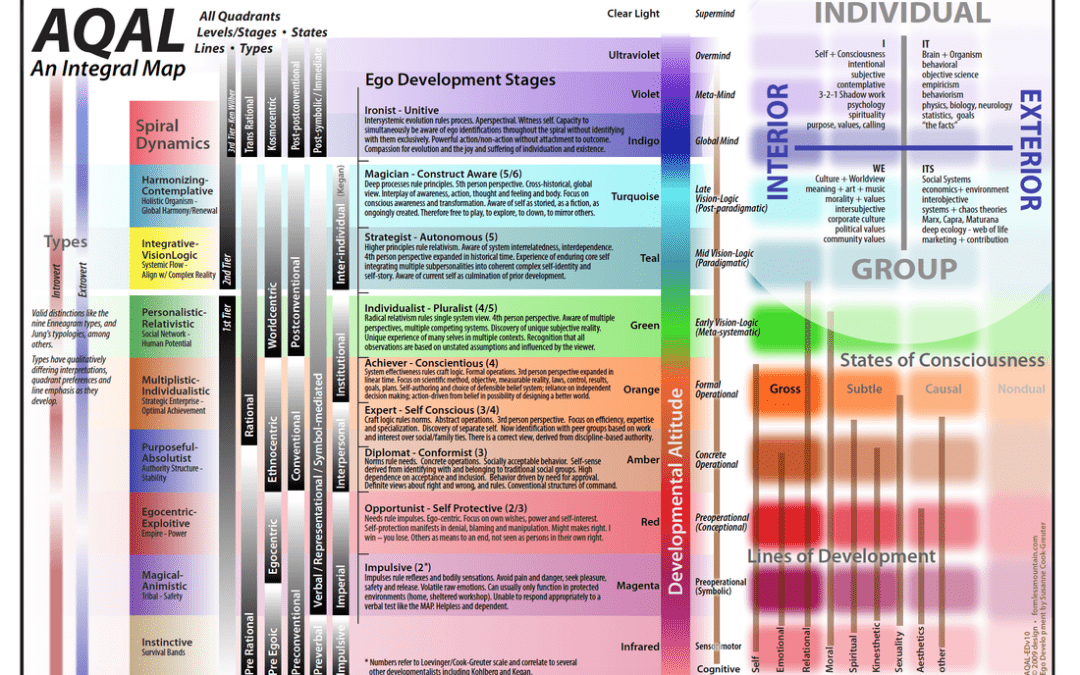 AQAL
An Integral Map
All Quadrants
Levels/Stages • States
Lines • Types
Types
Introvert
Extrovert
Valid distinctions like the
nine Enneagram types, and
Jung's typologies, among
others.
Types have qualitatively
differing interpretations,
quadrant preferences and
line emphasis as they
develop.
Spiral
Dynamics
Harmonizing-
Contemplative
Holistic Organism -
Global Harmony/Renewal
Integrative-
VisionLogic
Systemic Flow -
Align w/ Complex Reality
Personalistic-
Relativistic
Social Network -
Human Potential
Multiplistic-
Individualistic
Strategic Enterprise -
Optimal Achievement
Purposeful-
Absolutist
Authority Structure -
Stability
Egocentric-
Exploitive
Empire - Power
Magical-
Animistic
Tribal - Safety
Instinctive
Survival Bands
3rd Tier - Ken Wilber
2nd Tier
1st Tier
Trans Rational
Rational
Pre Rational
Kosmocentric
Worldcentric
Ethnocentric
Egocentric
Pre Egoic
Post-postconventional
Postconventional
Conventional
Preconventional
Post-symbolic / Immediate
Verbal / Representational / Symbol-mediated
Preverbal
Inter-individual (Kegan)
Institutional
Interpersonal
Imperial
Impulsive
Ego Development Stages
Ironist - Unitive
Intersystemic evolution rules process. Aperspectival. Witness self. Capacity to
simultaneously be aware of ego identifications throughout the spiral without identifying
with them exclusively. Powerful action/non-action without attachment to outcome.
Compassion for evolution and the joy and suffering of individuation and existence.
Magician - Construct Aware (5/6)
Deep processes rule principles. 5th person perspective. Cross-historical, global
view. Interplay of awareness, action, thought and feeling and body. Focus on
conscious awareness and transformation. Aware of self as storied, as a fiction, as
ongoingly created. Therefore free to play, to explore, to clown, to mirror others.
Strategist - Autonomous (5)
Higher principles rule relativism. Aware of system interrelatedness, interdependence.
4th person perspective expanded in historical time. Experience of enduring core self
integrating multiple subpersonalities into coherent complex self-identity and
self-story. Aware of current self as culmination of prior development.
Individualist - Pluralist (4/5)
Radical relativism rules single system view. 4th person perspective. Aware of multiple
perspectives, multiple competing systems. Discovery of unique subjective reality.
Unique experience of many selves in multiple contexts. Recognition that all
observations are based on unstated assumptions and influenced by the viewer.
Achiever - Conscientious (4)
System effectiveness rules craft logic. Formal operations. 3rd person perspective expanded in
linear time. Focus on scientific method, objective, measurable reality, laws, control, results,
goals, plans. Self-authoring and choice of defensible belief system; reliance on independent
decision making; action-driven from belief in possibility of designing a better world.
Expert - Self Conscious (3/4)
Craft logic rules norms. Abstract operations. 3rd person perspective. Focus on efficiency, expertise
and specialization. Discovery of separate self. Now identification with peer groups based on work
and interest over social/family ties. There is a correct view, derived from discipline-based authority.
Diplomat - Conformist (3)
Norms rule needs. Concrete operations. Socially acceptable behavior. Self-sense
derived from identifying with and belonging to traditional social groups. High
dependence on acceptance and inclusion. Behavior driven by need for approval.
Definite views about right and wrong, and rules. Conventional structures of command.
Opportunist - Self Protective (2/3)
Needs rule impulses. Ego-centric. Focus on own wishes, power and self-interest.
Self-protection manifests in denial, blaming and manipulation. Might makes right. I
win – you lose. Others as means to an end, not seen as persons in their own right.
Impulsive (2*)
Impulses rule reflexes and bodily sensations. Avoid pain and danger, seek pleasure,
safety and release. Volatile raw emotions. Can usually only function in protected
environments (home, sheltered workshop). Unable to respond appropriately to a
verbal test like the MAP. Helpless and dependent.
* Numbers refer to Loevinger/Cook-Greuter scale and correlate to several
other developmentalists including Kohlberg and Kegan.
Clear Light
Ultraviolet
Violet
Indigo
Turquoise
Teal
Green
Orange
Amber
Red
Magenta
Infrared
Developmental Altitude
Supermind
Overmind
Meta-Mind
Global Mind
Late
Vision-Logic
(Post-paradigmatic)
Mid Vision-Logic
(Paradigmatic)
Early Vision-Logic
(Meta-systematic)
Formal
Operational
Concrete
Operational
Preoperational
(Conceptional)
Preoperational
(Symbolic)
Sensorimotor
Cognitive
INDIVIDUAL
INTERIOR
EXTERIOR
GROUP
I
Self + Consciousness
intentional
subjective
contemplative
3-2-1 Shadow work
psychology
spirituality
purpose, values, calling
IT
Brain + Organism
behavioral
objective science
empiricism
behaviorism
physics, biology, neurology
statistics, goals
"the facts"
WE
Culture + Worldview
meaning + art + music
morality + values
intersubjective
corporate culture
political values
community values
ITS
Social Systems
economics+ environment
interobjective
systems + chaos theories
Marx, Capra, Maturana
deep ecology - web of life
marketing + contribution
States of Consciousness
Gross
Subtle
Causal
Nondual
Lines of Development
Self
Emotional
Relational
Moral
Spiritual
Kinesthetic
Sexuality
Aesthetics
other
AQAL-EDv10
© 2009 design • formlessmountain.com
Ego Development by Susanne Cook-Greuter